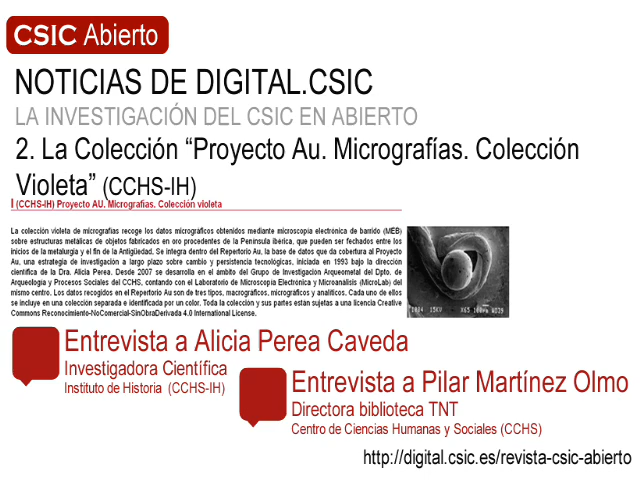 CSIC Abierto
NOTICIAS DE DIGITAL.CSIC
LA INVESTIGACIÓN DEL CSIC EN ABIERTO
2. La Colección “Proyecto Au. Micrografías. Colección
Violeta” (CCHS-IH)
(CCHS-IH) Proyecto AU. Micrografías. Colección violeta
La colección violeta de micrografías recoge los datos micrográficos obtenidos mediante microscopía electrónica de barrido (MEB)
sobre estructuras metálicas de objetos fabricados en oro procedentes de la Península Ibérica, que pueden ser fechados entre los
inicios de la metalurgia y el fin de la Antigüedad. Se integra dentro del Repertorio Au, la base de datos que da cobertura al Proyecto
Au, una estrategia de investigación a largo plazo sobre cambio y persistencia tecnológicas, iniciada en 1993 bajo la dirección
científica de la Dra. Alicia Perea. Desde 2007 se desarrolla en el ámbito del Grupo de Investigación Arqueometal del Dpto. de
Arqueología y Procesos Sociales del CCHS, contando con el Laboratorio de Microscopía Electrónica y Microanálisis (MicroLab) del
mismo centro. Los datos recogidos en el Repertorio Au son de tres tipos, macrográficos, micrográficos y analíticos. Cada uno de ellos
se incluye en una colección separada e identificada por un color. Toda la colección y sus partes están sujetas a una licencia Creative
Commons Reconocimiento-NoComercial-SinObraDerivada 4.0 International License.
15KV X65
Entrevista a Alicia Perea Caveda
Investigadora Científica
Instituto de Historia (CCHS-IH)
Entrevista a Pilar Martínez Olmo
Directora biblioteca TNT
Centro de Ciencias Humanas y Sociales (CCHS)
http://digital.csic.es/revista-csic-abierto